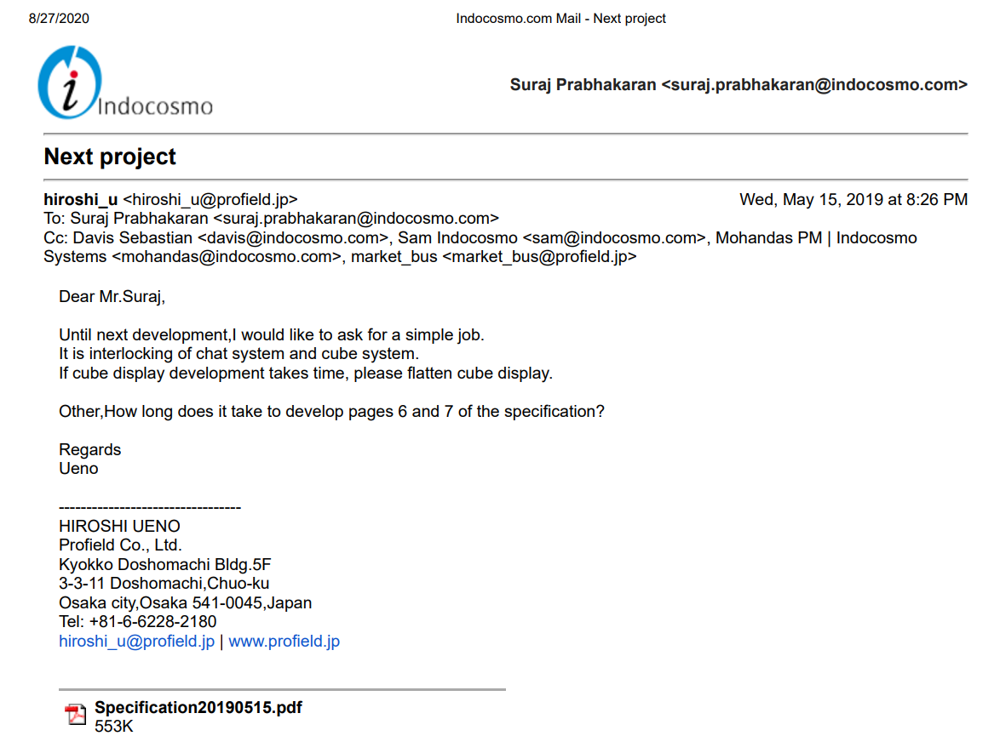 8/27/2020 Indocosmo.com Mail - Next project
i Indocosmo
Suraj Prabhakaran <suraj.prabhakaran@indocosmo.com>
Next project
hiroshi_u <hiroshi_u@profield.jp> Wed, May 15, 2019 at 8:26 PM
To: Suraj Prabhakaran <suraj.prabhakaran@indocosmo.com>
Cc: Davis Sebastian <davis@indocosmo.com>, Sam Indocosmo <sam@indocosmo.com>, Mohandas PM | Indocosmo
Systems <mohandas@indocosmo.com>, market_bus <market_bus@profield.jp>
Dear Mr.Suraj,
Until next development,I would like to ask for a simple job.
It is interlocking of chat system and cube system.
If cube display development takes time, please flatten cube display.
Other,How long does it take to develop pages 6 and 7 of the specification?
Regards
Ueno
---------------------------------
HIROSHI UENO
Profield Co., Ltd.
Kyokko Doshomachi Bldg.5F
3-3-11 Doshomachi,Chuo-ku
Osaka city,Osaka 541-0045,Japan
Tel: +81-6-6228-2180
hiroshi_u@profield.jp | www.profield.jp
Specification20190515.pdf
553K